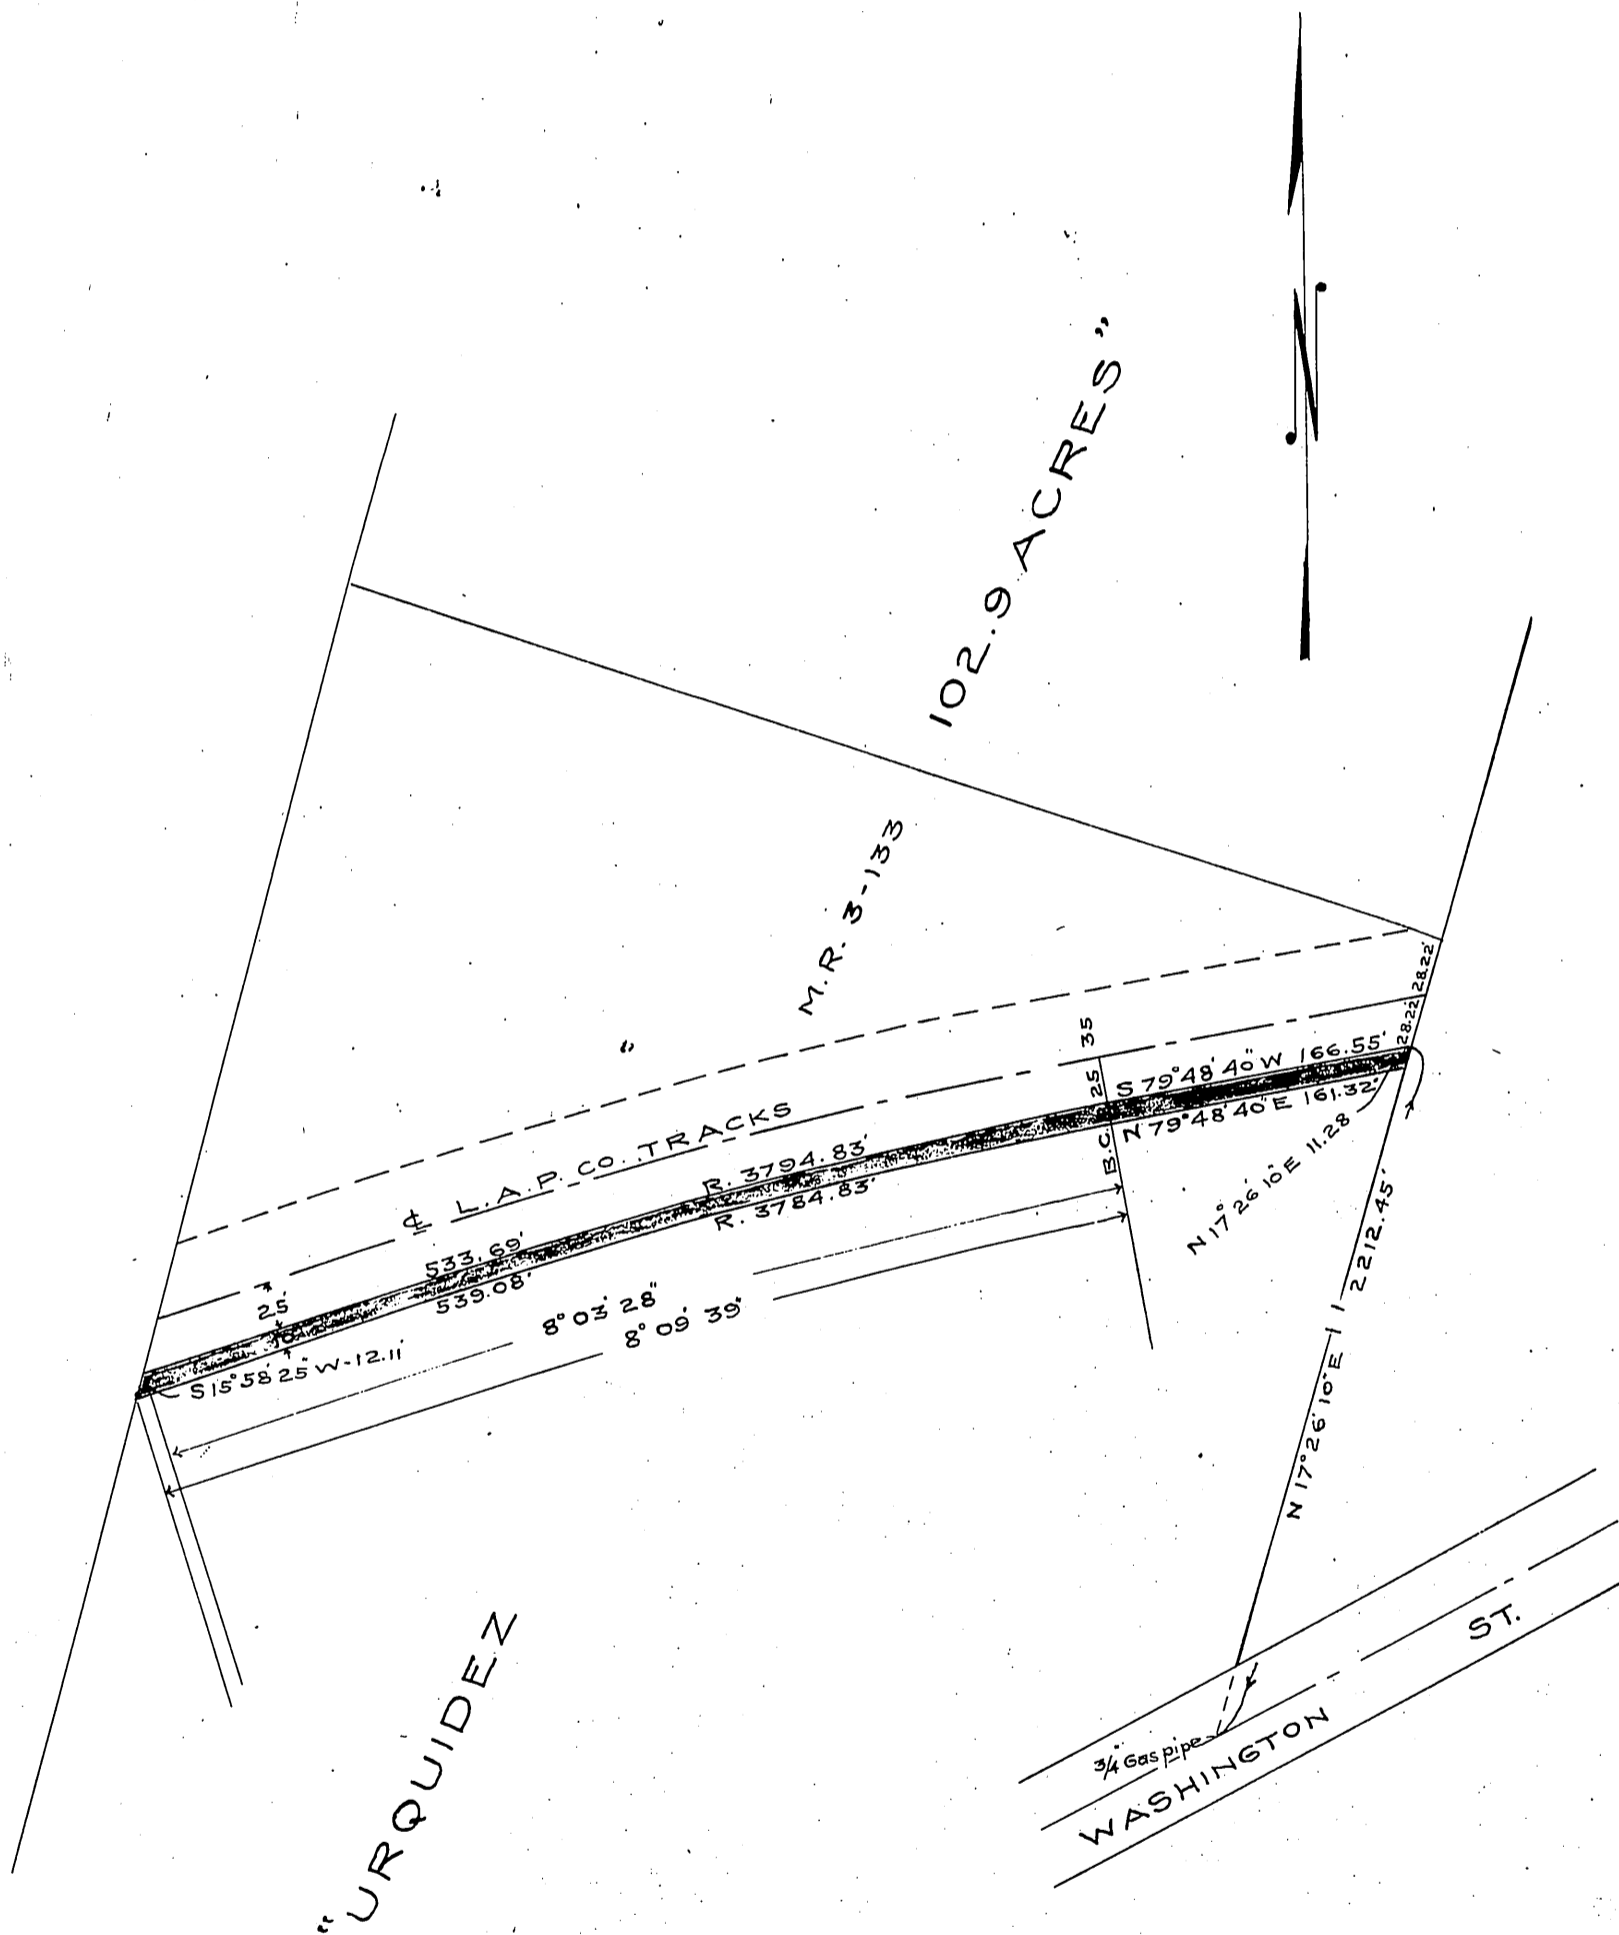 N
"URQUIDEZ 102.9 ACRES"
M.R. 3-133
28.22'
28.22'
35
25
S 79°48'40"W 166.55'
N 79°48'40"E 161.32'
B.C.
N 17°26'10"E 11.28
℄ L.A.P. CO. TRACKS
R. 3794.83'
R. 3784.83'
533.69'
539.08'
25'
10'
S 15°58'25"W-12.11'
8°03'28"
8°09'39"
N 17°26'10"E
2212.45'
3/4" Gas pipe
WASHINGTON ST.